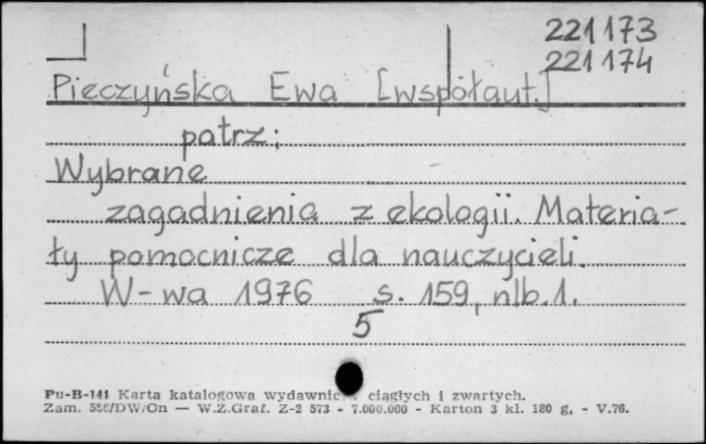 221173
221174
Pieczyńska Ewa [współaut.]
patrz:
Wybrane
zagadnienia z ekologii. Materia-
ły pomocnicze dla nauczycieli.
W-wa 1976 s. 159, nlb. 1.
5
Pu-B-141 Karta katalogowa wydawnic ciągłych i zwartych.
Zam. 556/DW/On — W.Z.Graf. Z-2 573 - 7.000.000 - Karton 3 kl. 180 g, - V.76.